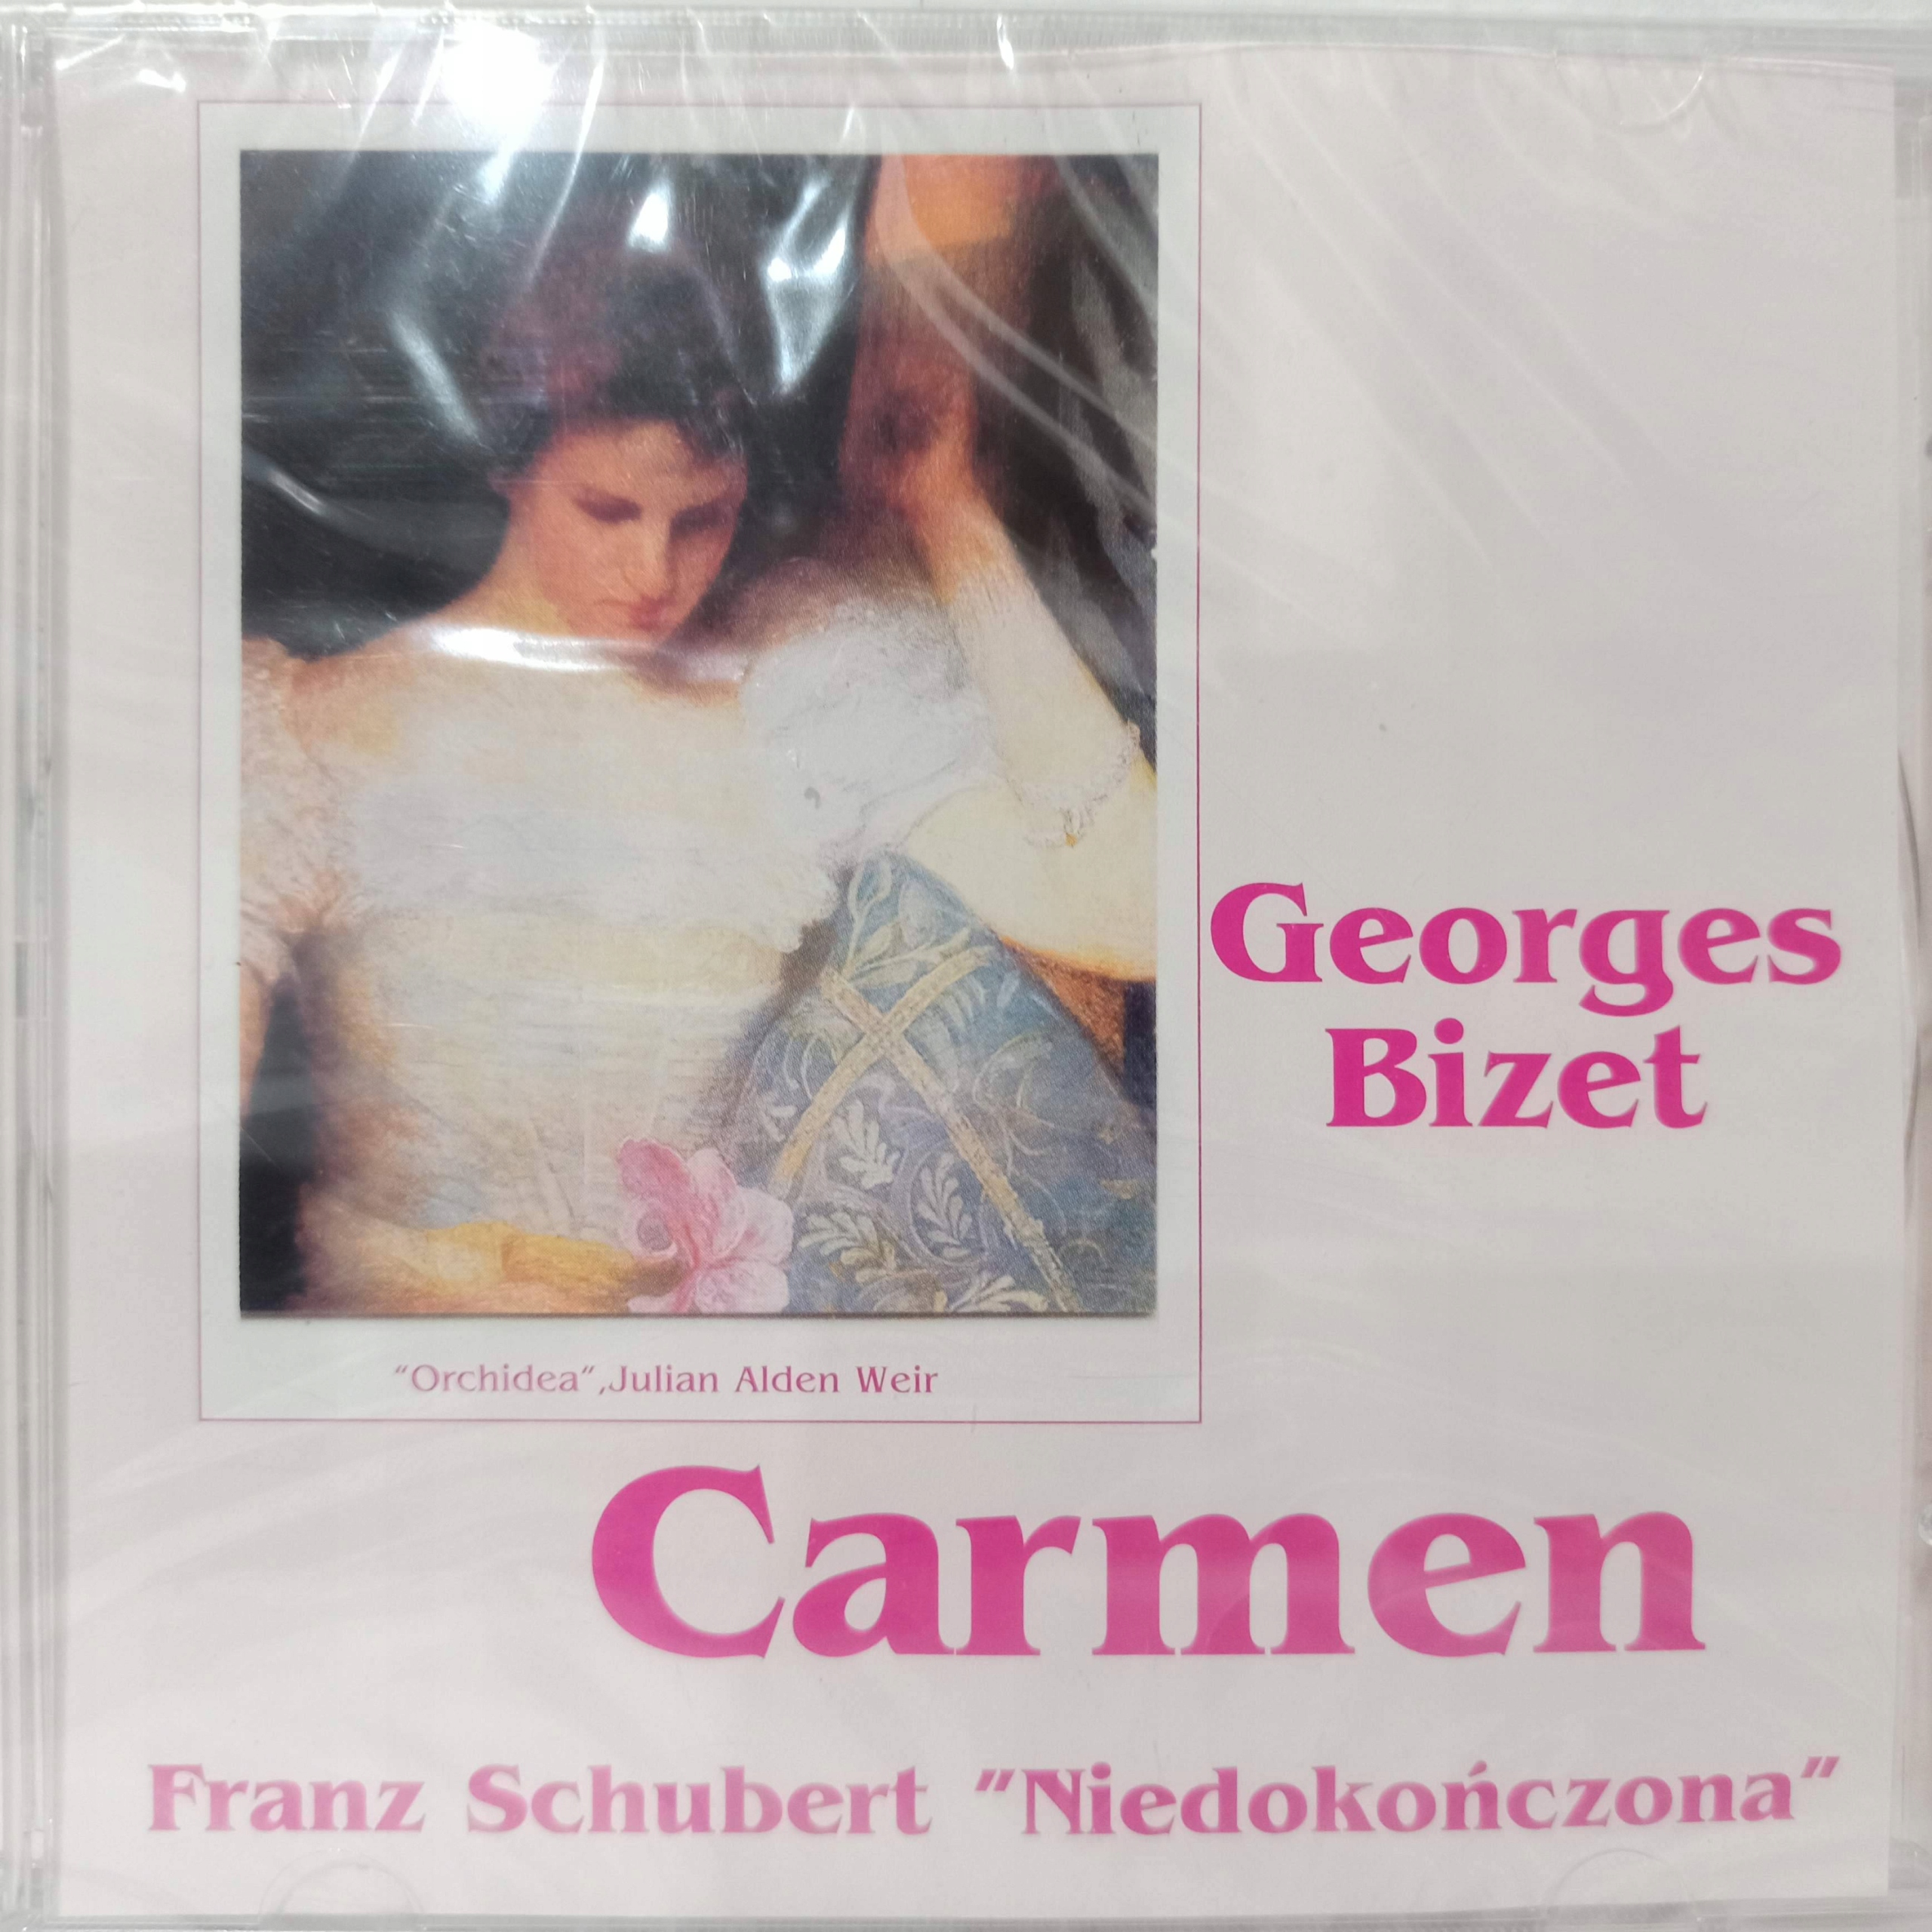 Georges
Bizet
"Orchidea",Julian Alden Weir
Carmen
Franz Schubert "Niedokończona"